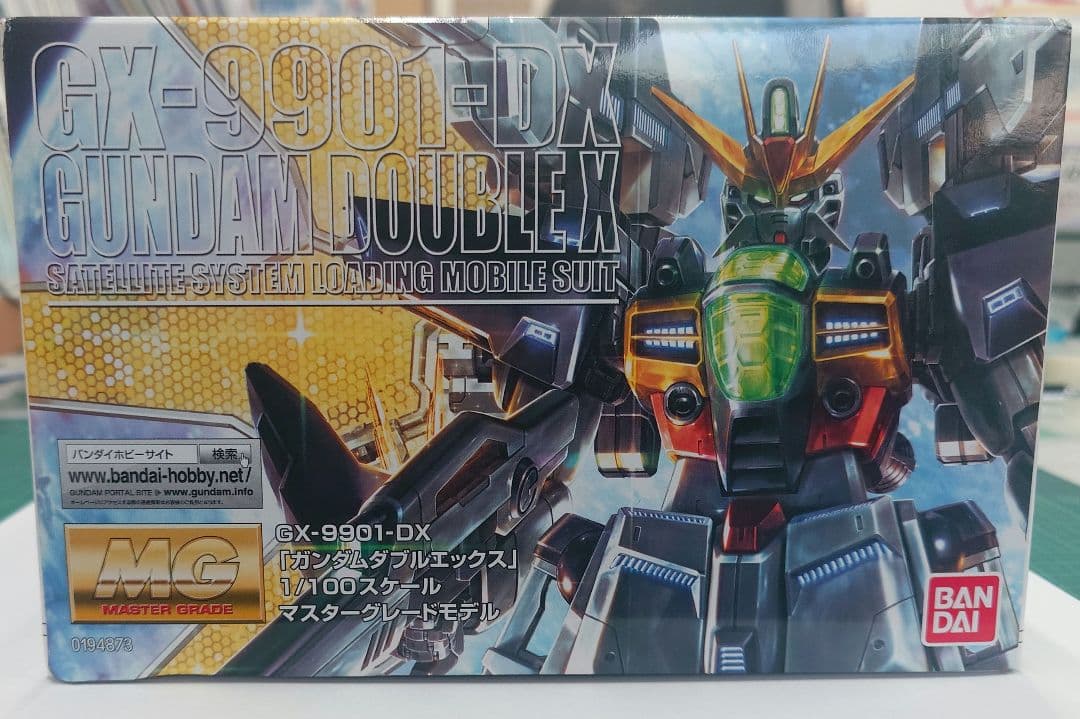 GX-9901-DX
GUNDAM DOUBLE X
SATELLITE SYSTEM LOADING MOBILE SUIT
バンダイホビーサイト 検索
www.bandai-hobby.net/
GUNDAM PORTAL SITE www.gundam.info
MG
MASTER GRADE
GX-9901-DX
「ガンダムダブルエックス」
1/100スケール
マスターグレードモデル
0194873
BAN
DAI